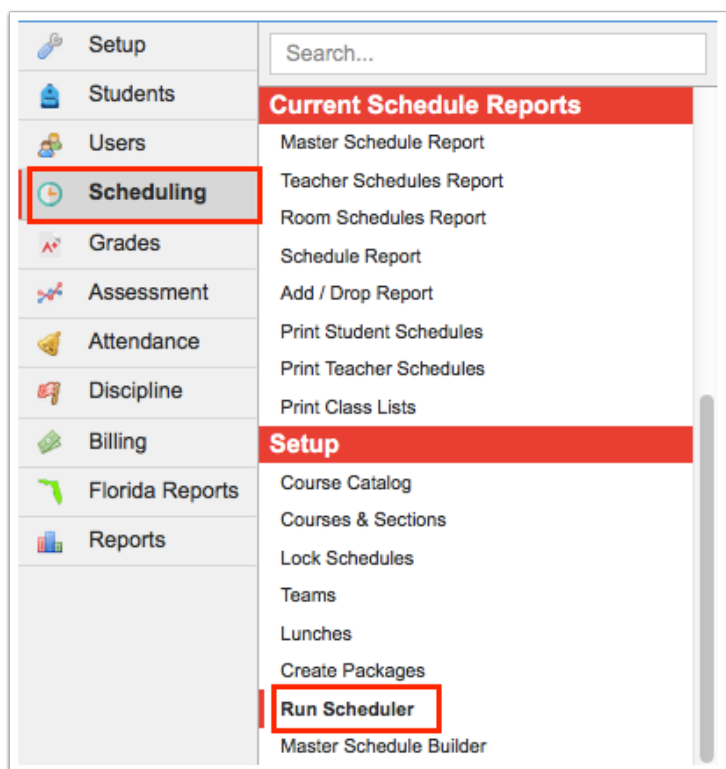 Setup
Students
Users
Scheduling
Grades
A+
Assessment
Attendance
Discipline
Billing
Florida Reports
Reports
Search...
Current Schedule Reports
Master Schedule Report
Teacher Schedules Report
Room Schedules Report
Schedule Report
Add / Drop Report
Print Student Schedules
Print Teacher Schedules
Print Class Lists
Setup
Course Catalog
Courses & Sections
Lock Schedules
Teams
Lunches
Create Packages
Run Scheduler
Master Schedule Builder